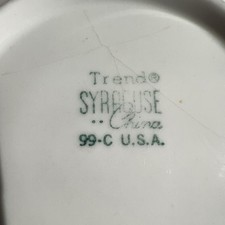 Trend®
SYRACUSE
·· China
99-C U.S.A.